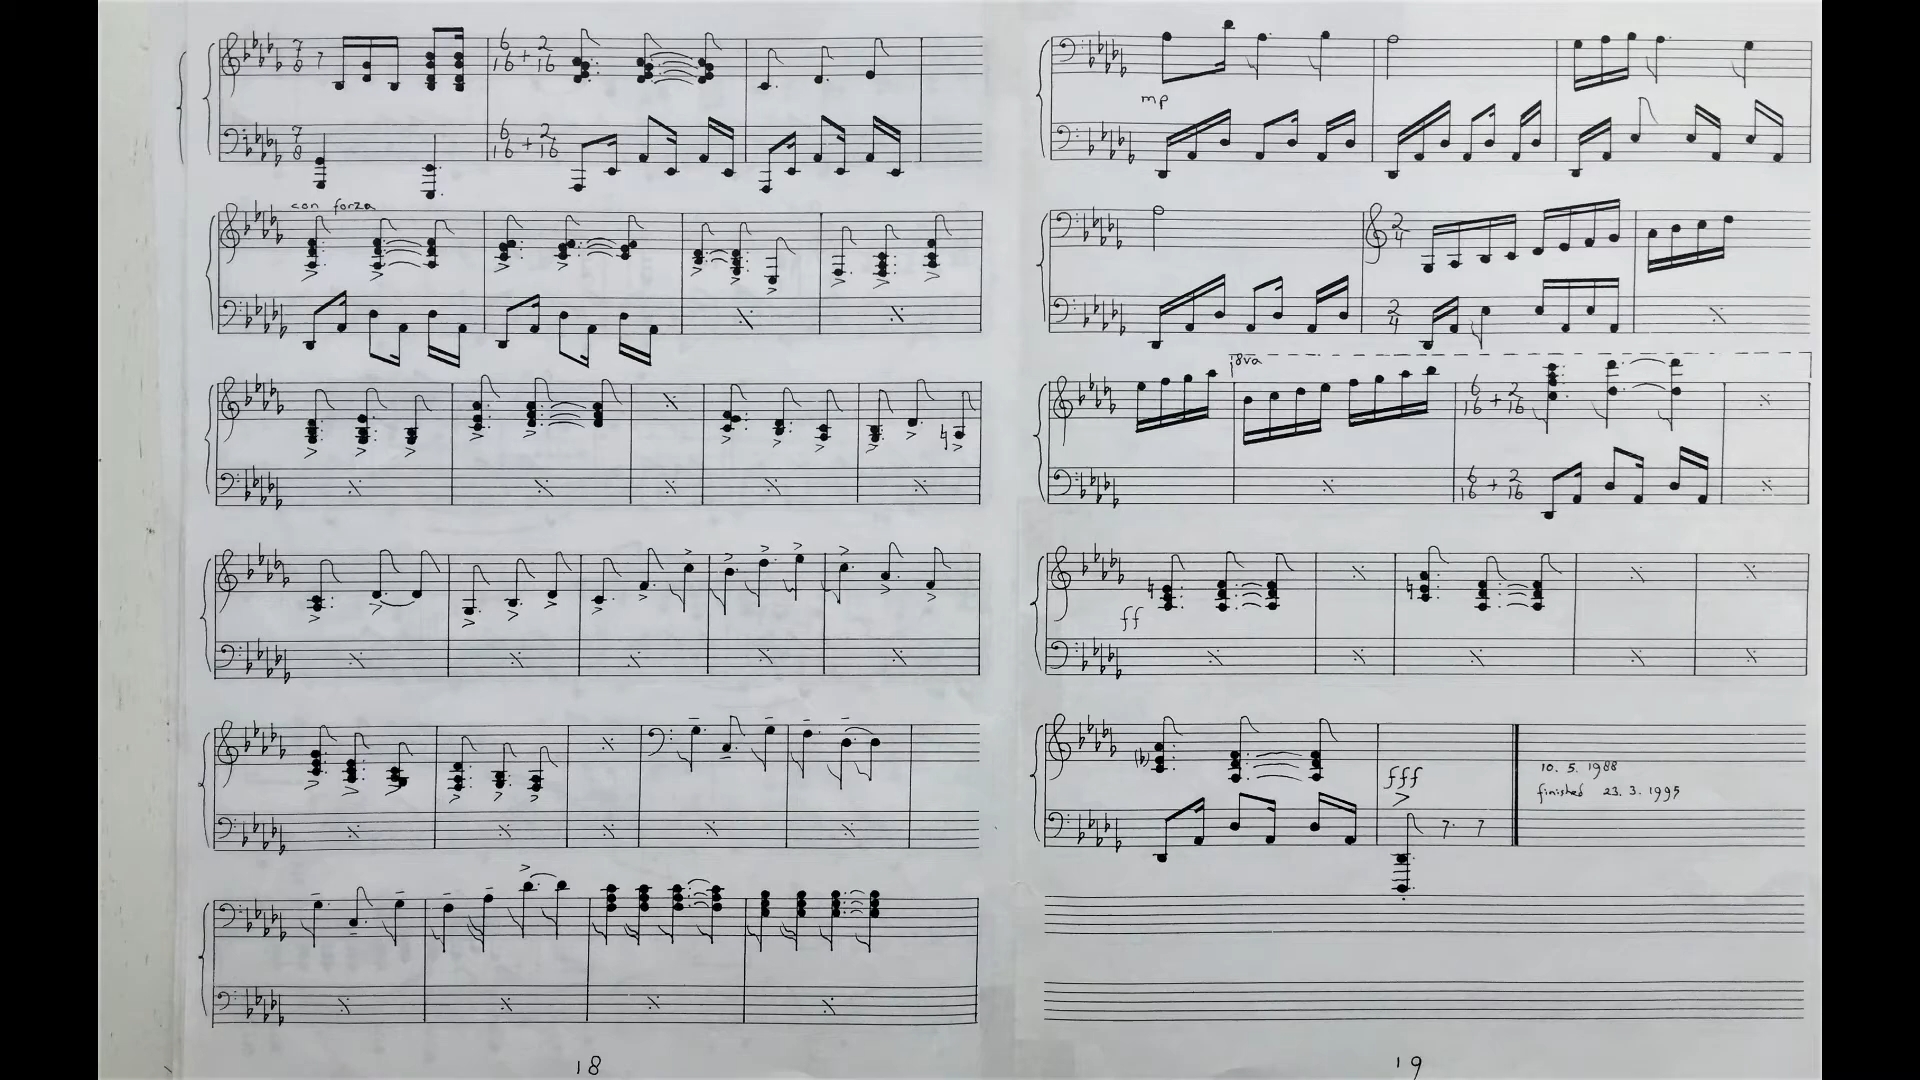 7 8
6 16 + 2 16
7 8
6 16 + 2 16
con forza
18
mp
2 4
2 4
8va
6 16 + 2 16
6 16 + 2 16
ff
fff
10. 5. 1988
finished 23. 3. 1995
19